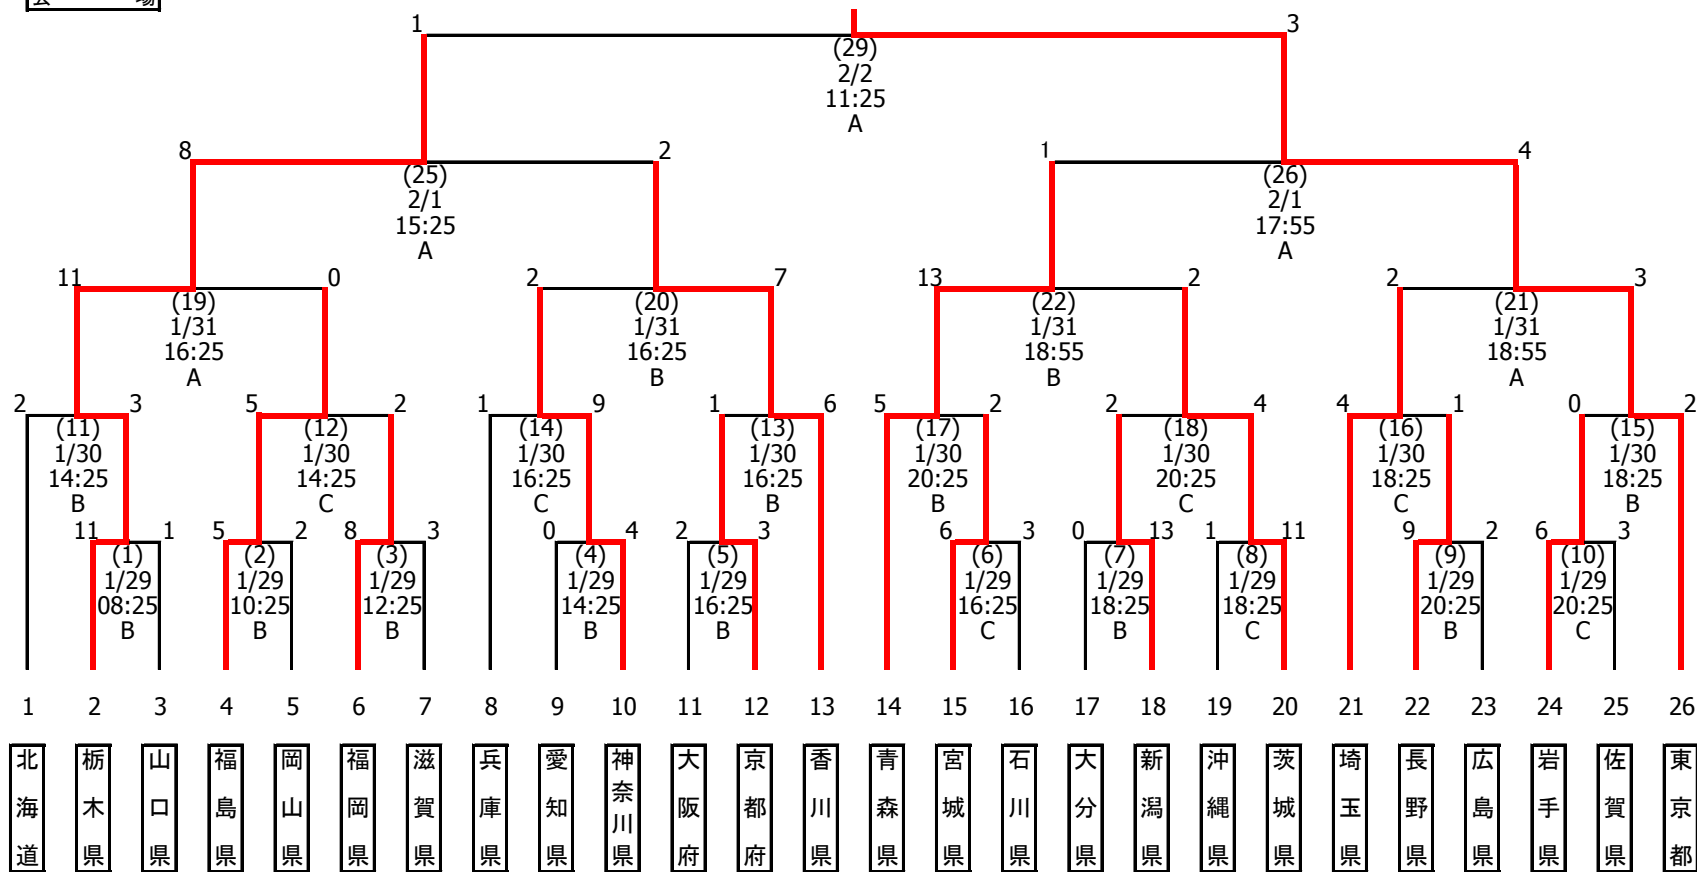 会 場
1 3
(29)
2/2
11:25
A
8 2 1 4
(25) (26)
2/1 2/1
15:25 17:55
A A
11 0 2 7 13 2 2 3
(19) (20) (22) (21)
1/31 1/31 1/31 1/31
16:25 16:25 18:55 18:55
A B B A
2 3 5 2 1 9 1 6 5 2 2 4 4 1 0 2
(11) (12) (14) (13) (17) (18) (16) (15)
1/30 1/30 1/30 1/30 1/30 1/30 1/30 1/30
14:25 14:25 16:25 16:25 20:25 20:25 18:25 18:25
B C C B B C C B
11 1 5 2 8 3 0 4 2 3 6 3 0 13 1 11 9 2 6 3
(1) (2) (3) (4) (5) (6) (7) (8) (9) (10)
1/29 1/29 1/29 1/29 1/29 1/29 1/29 1/29 1/29 1/29
08:25 10:25 12:25 14:25 16:25 16:25 18:25 18:25 20:25 20:25
B B B B B C B C B C
1 2 3 4 5 6 7 8 9 10 11 12 13 14 15 16 17 18 19 20 21 22 23 24 25 26
北海道
栃木県
山口県
福島県
岡山県
福岡県
滋賀県
兵庫県
愛知県
神奈川県
大阪府
京都府
香川県
青森県
宮城県
石川県
大分県
新潟県
沖縄県
茨城県
埼玉県
長野県
広島県
岩手県
佐賀県
東京都